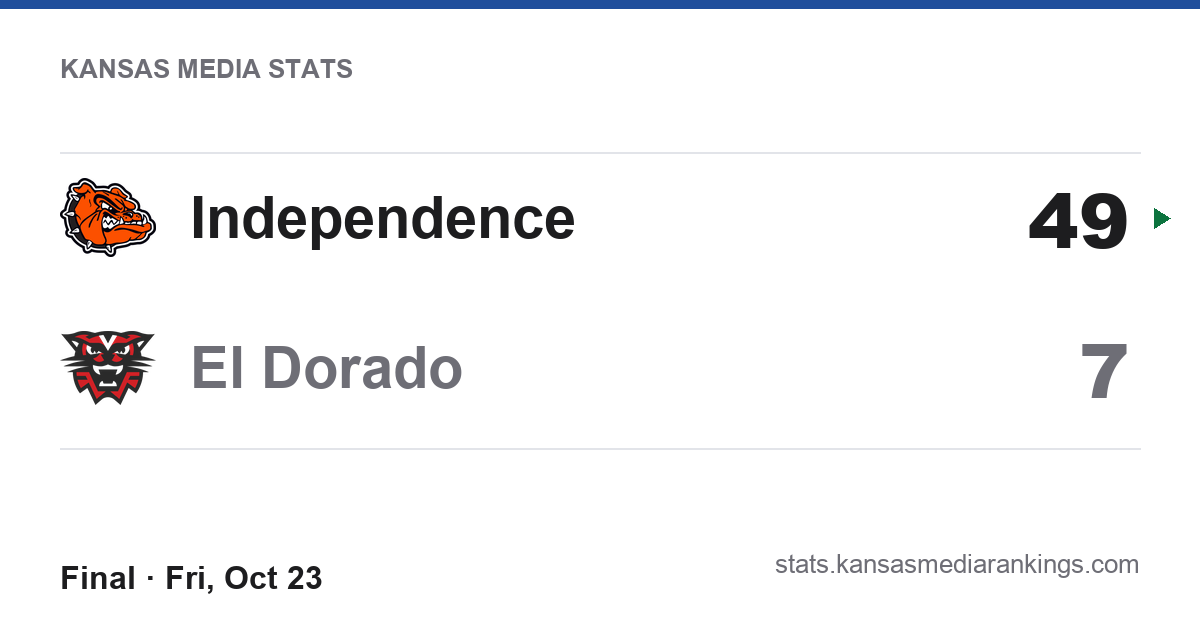 KANSAS MEDIA STATS
Independence 49
El Dorado 7
Final · Fri, Oct 23
stats.kansasmediarankings.com